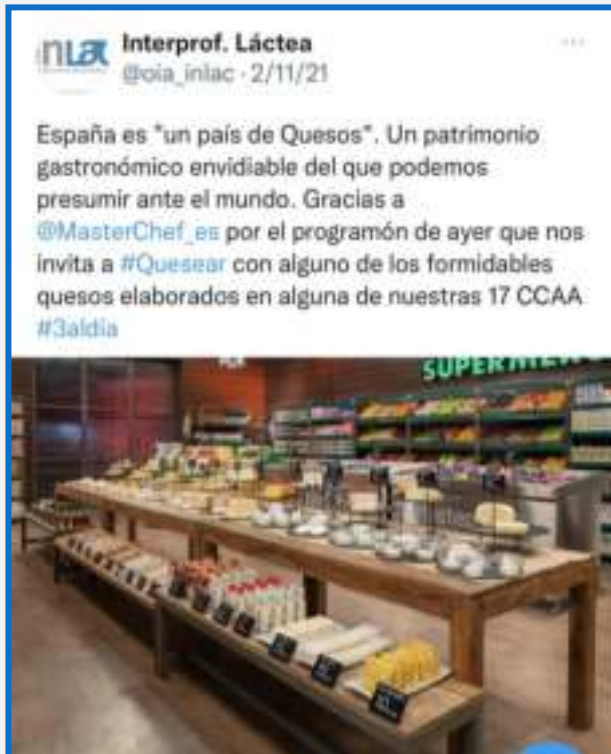 nLac
Interprof. Láctea
@oia_inlac · 2/11/21
España es "un país de Quesos". Un patrimonio
gastronómico envidiable del que podemos
presumir ante el mundo. Gracias a
@MasterChef_es por el programón de ayer que nos
invita a #Quesear con alguno de los formidables
quesos elaborados en alguna de nuestras 17 CCAA
#3aldía